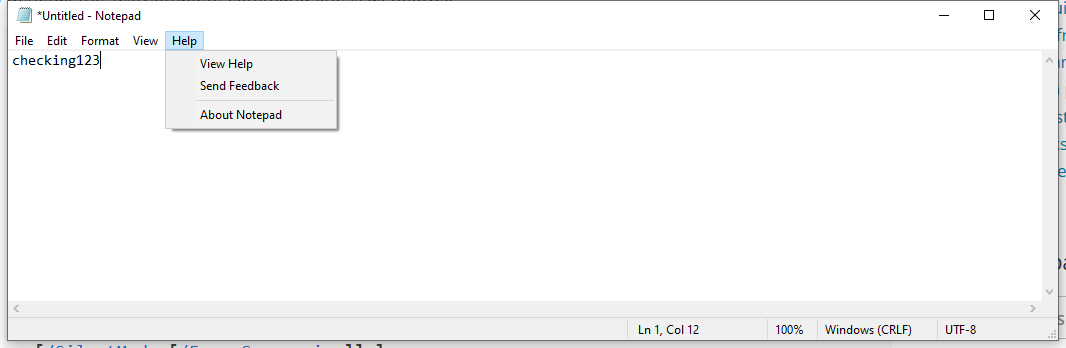 *Untitled - Notepad
File Edit Format View Help
checking123
View Help
Send Feedback
About Notepad
Ln 1, Col 12 100% Windows (CRLF) UTF-8